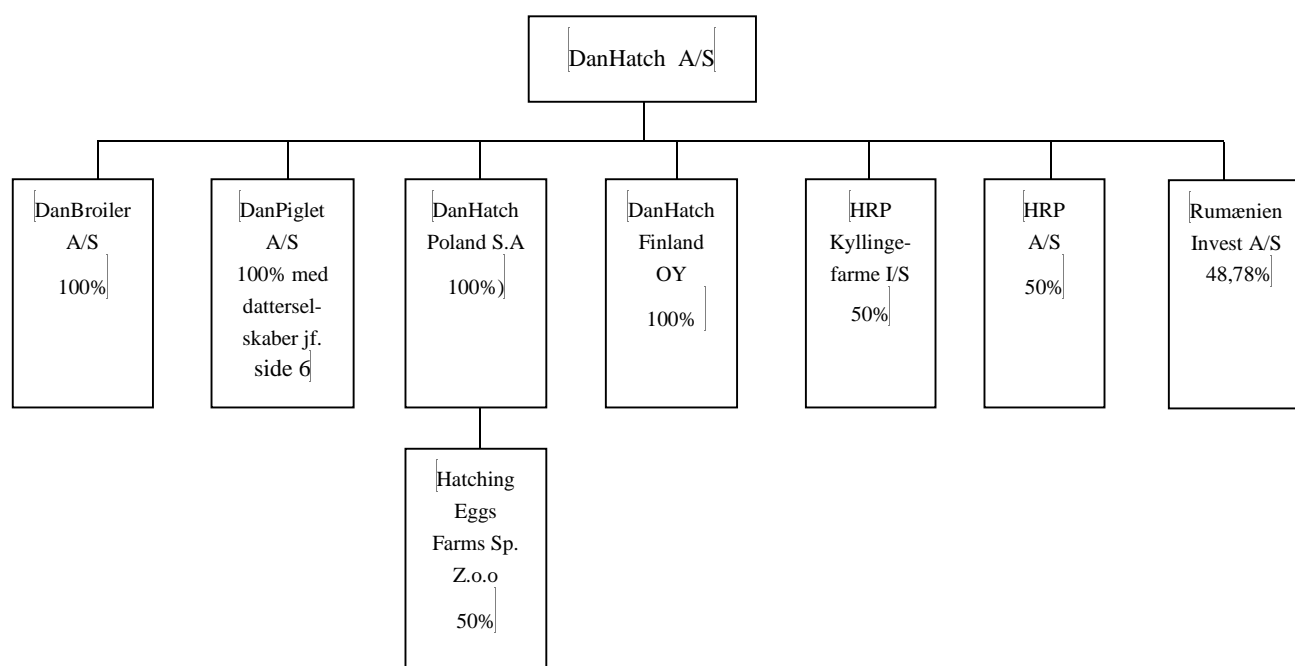 DanHatch A/S
DanBroiler
A/S
100%
DanPiglet
A/S
100% med
dattersel-
skaber jf.
side 6
DanHatch
Poland S.A
100%)
DanHatch
Finland
OY
100%
HRP
Kyllinge-
farme I/S
50%
HRP
A/S
50%
Rumænien
Invest A/S
48,78%
Hatching
Eggs
Farms Sp.
Z.o.o
50%